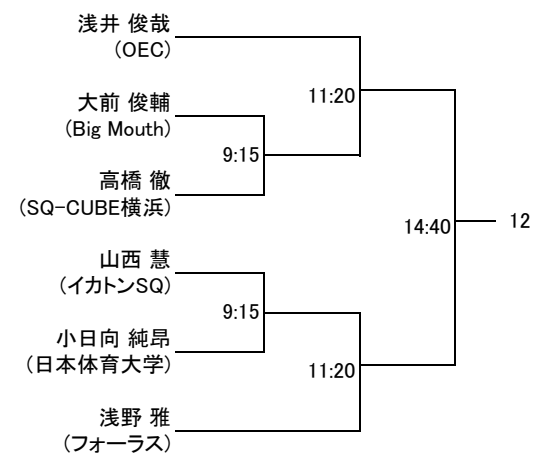 浅井 俊哉
(OEC)
11:20
大前 俊輔
(Big Mouth)
9:15
高橋 徹
(SQ-CUBE横浜)
14:40
12
山西 慧
(イカトンSQ)
9:15
小日向 純昂
(日本体育大学)
11:20
浅野 雅
(フォーラス)